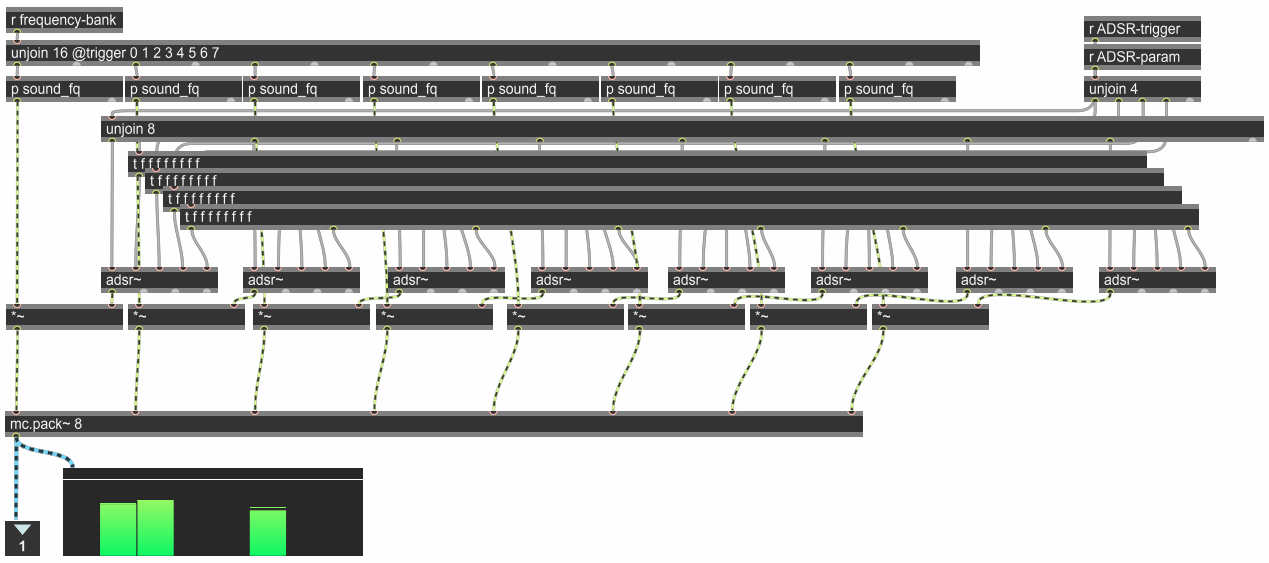 r frequency-bank
r ADSR-trigger
unjoin 16 @trigger 0 1 2 3 4 5 6 7
r ADSR-param
p sound_fq p sound_fq p sound_fq p sound_fq p sound_fq p sound_fq p sound_fq p sound_fq
unjoin 4
unjoin 8
t f f f f f f f f f
t f f f f f f f f f
t f f f f f f f f f
t f f f f f f f f f
adsr~ adsr~ adsr~ adsr~ adsr~ adsr~ adsr~ adsr~
*~ *~ *~ *~ *~ *~ *~ *~
mc.pack~ 8
1